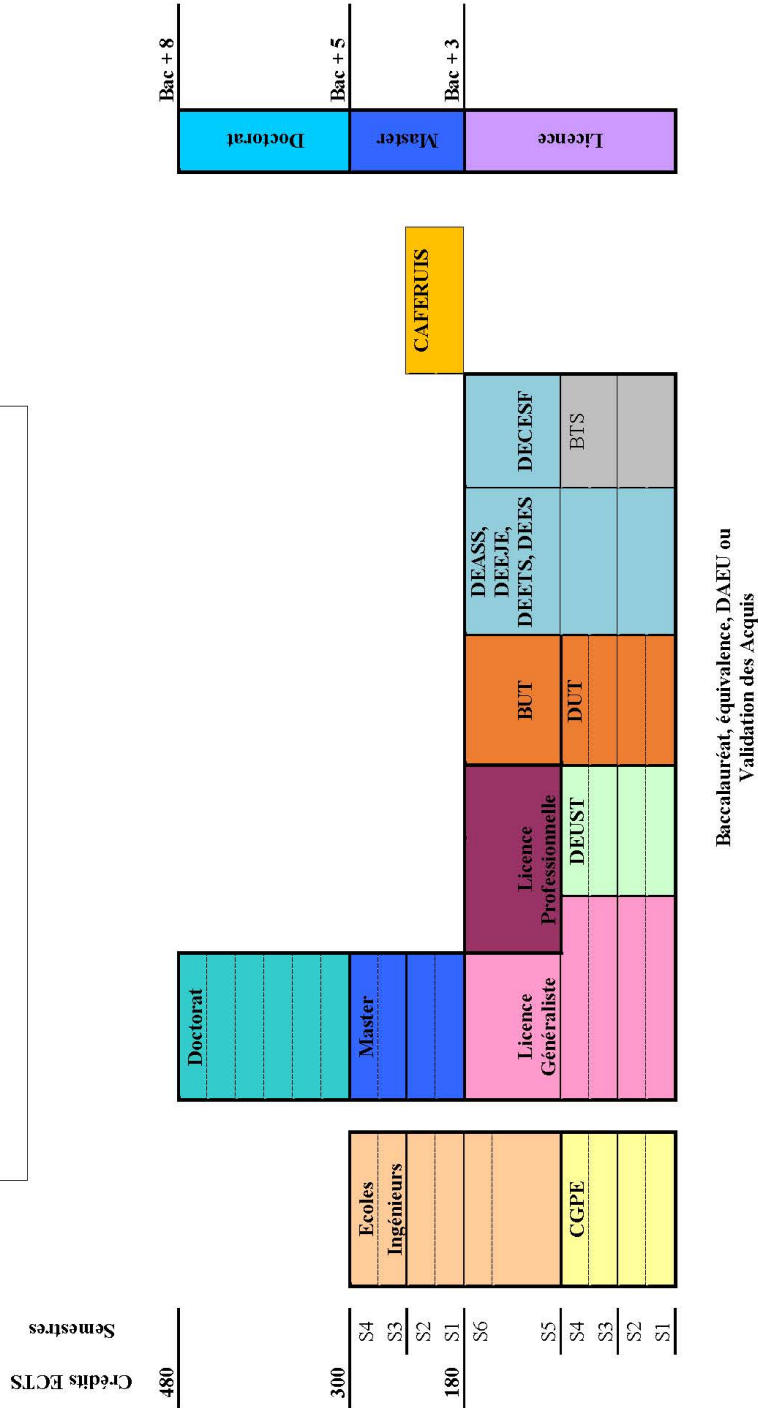 Crédits ECTS
Semestres
480
300
180
S4
S3
S2
S1
S6
S5
S4
S3
S2
S1
Ecoles
Ingénieurs
CGPE
Doctorat
Master
Licence
Généraliste
Licence
Professionnelle
DEUST
BUT
DUT
DEASS,
DEEJE,
DEETS, DEES
DECESF
BTS
CAFERUIS
Doctorat
Master
Licence
Bac + 8
Bac + 5
Bac + 3
Baccalauréat, équivalence, DAEU ou
Validation des Acquis